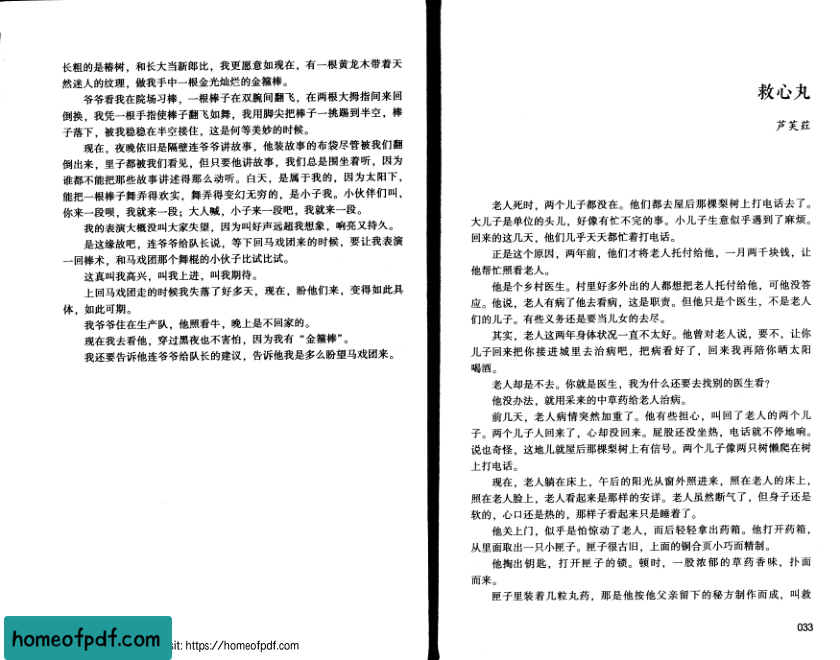 长粗的是椿树，和长大当新郎比，我更愿意如现在，有一根黄龙木带着天
然迷人的纹理，做我手中一根金光灿烂的金箍棒。
爷爷看我在院场习棒，一根棒子在双腕间翻飞，在两根大拇指间来回
倒换，我凭一根手指使棒子翻飞如舞，我用脚尖把棒子一挑踢到半空，棒
子落下，被我稳稳在半空接住，这是何等美妙的时候。
现在，夜晚依旧是隔壁连爷爷讲故事，他装故事的布袋尽管被我们翻
倒出来，里子都被我们看见，但只要他讲故事，我们总是围坐着听，因为
谁都不能把那些故事讲述得那么动听。白天，是属于我的，因为太阳下，
能把一根棒子舞弄得欢实，舞弄得变幻无穷的，是小子我。小伙伴们叫，
你来一段呗，我就来一段；大人喊，小子来一段吧，我就来一段。
我的表演大概没叫大家失望，因为叫好声远超我想象，响亮又持久。
是这缘故吧，连爷爷给队长说，等下回马戏团来的时候，要让我表演
一回棒术，和马戏团那个舞棍的小伙子比试比试。
这真叫我高兴，叫我上进，叫我期待。
上回马戏团走的时候我失落了好多天，现在，盼他们来，变得如此具
体，如此可期。
我爷爷住在生产队，他照看牛，晚上是不回家的。
现在我去看他，穿过黑夜也不害怕，因为我有“金箍棒”。
我还要告诉他连爷爷给队长的建议，告诉他我是多么盼望马戏团来。
救心丸
芦芙荭
老人死时，两个儿子都没在。他们都去屋后那棵梨树上打电话去了。
大儿子是单位的头儿，好像有忙不完的事。小儿子生意似乎遇到了麻烦。
回来的这几天，他们几乎天天都忙着打电话。
正是这个原因，两年前，他们才将老人托付给他，一月两千块钱，让
他帮忙照看老人。
他是个乡村医生。村里好多外出的人都想把老人托付给他，可他没答
应。他说，老人有病了他去看病，这是职责。但他只是个医生，不是老人
们的儿子。有些义务还是要当儿女的去尽。
其实，老人这两年身体状况一直不太好。他曾对老人说，要不，让你
儿子回来把你接进城里去治病吧，把病看好了，回来我再陪你晒太阳
喝酒。
老人却是不去。你就是医生，我为什么还要去找别的医生看？
他没办法，就用采来的中草药给老人治病。
前几天，老人病情突然加重了。他有些担心，叫回了老人的两个儿
子。两个儿子人回来了，心却没回来。屁股还没坐热，电话就不停地响。
说也奇怪，这地儿就屋后那棵梨树上有信号。两个儿子像两只树懒爬在树
上打电话。
现在，老人躺在床上，午后的阳光从窗外照进来，照在老人的床上，
照在老人脸上，老人看起来是那样的安详。老人虽然断气了，但身子还是
软的，心口还是热的，那样子看起来只是睡着了。
他关上门，似乎是怕惊动了老人，而后轻轻拿出药箱。他打开药箱，
从里面取出一只小匣子。匣子很古旧，上面的铜合页小巧而精制。
他掏出钥匙，打开匣子的锁。顿时，一股浓郁的草药香味，扑面
而来。
匣子里装着几粒丸药，那是他按他父亲留下的秘方制作而成，叫救
033
homeofpdf.com
sit: https://homeofpdf.com